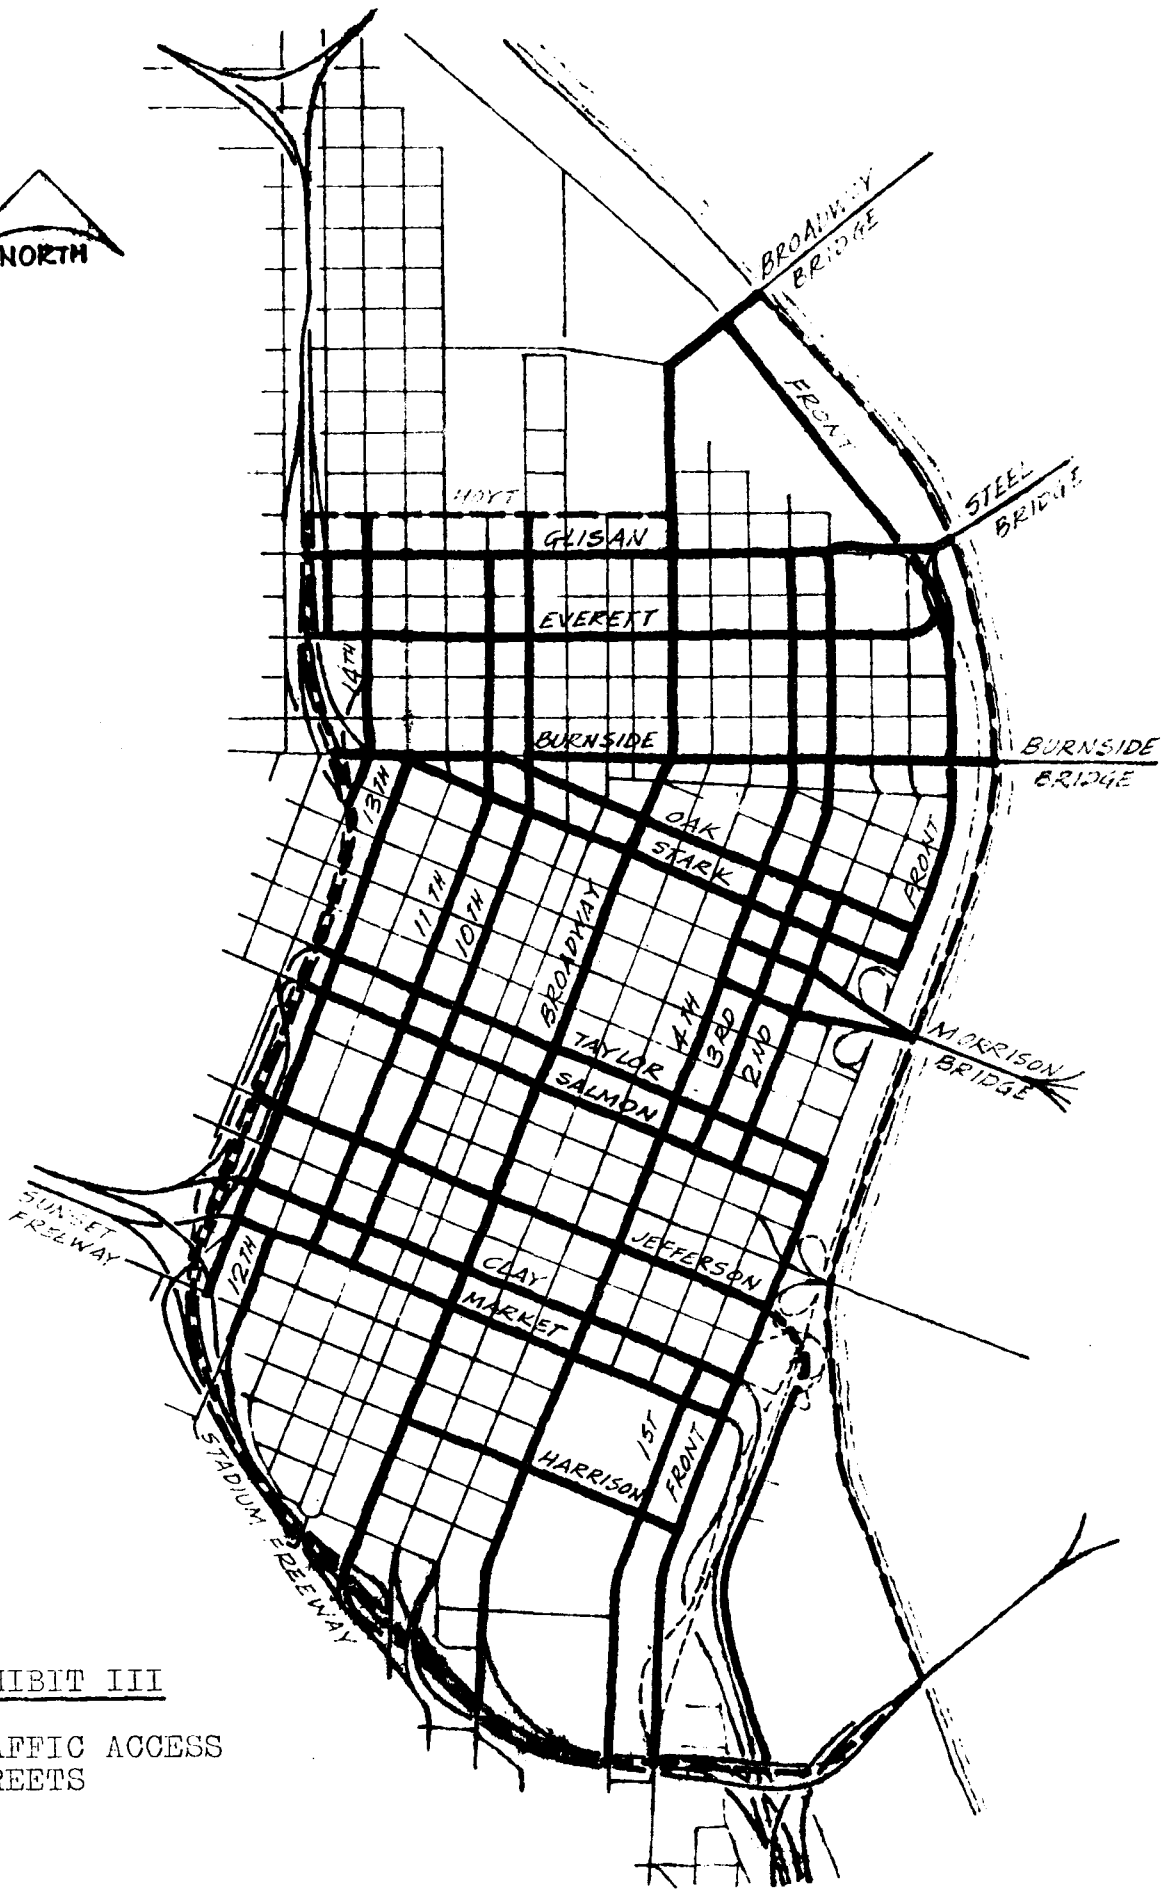 NORTH
BROADWAY
BRIDGE
FRONT
STEEL
BRIDGE
HOYT
GLISAN
EVERETT
14TH
BURNSIDE
BURNSIDE
BRIDGE
13TH
OAK
STARK
FRONT
11TH
10TH
BROADWAY
4TH
3RD
2ND
TAYLOR
SALMON
MORRISON
BRIDGE
SUNSET
FREEWAY
12TH
JEFFERSON
CLAY
MARKET
1ST
FRONT
HARRISON
STADIUM FREEWAY
HIBIT III
AFFIC ACCESS
REETS